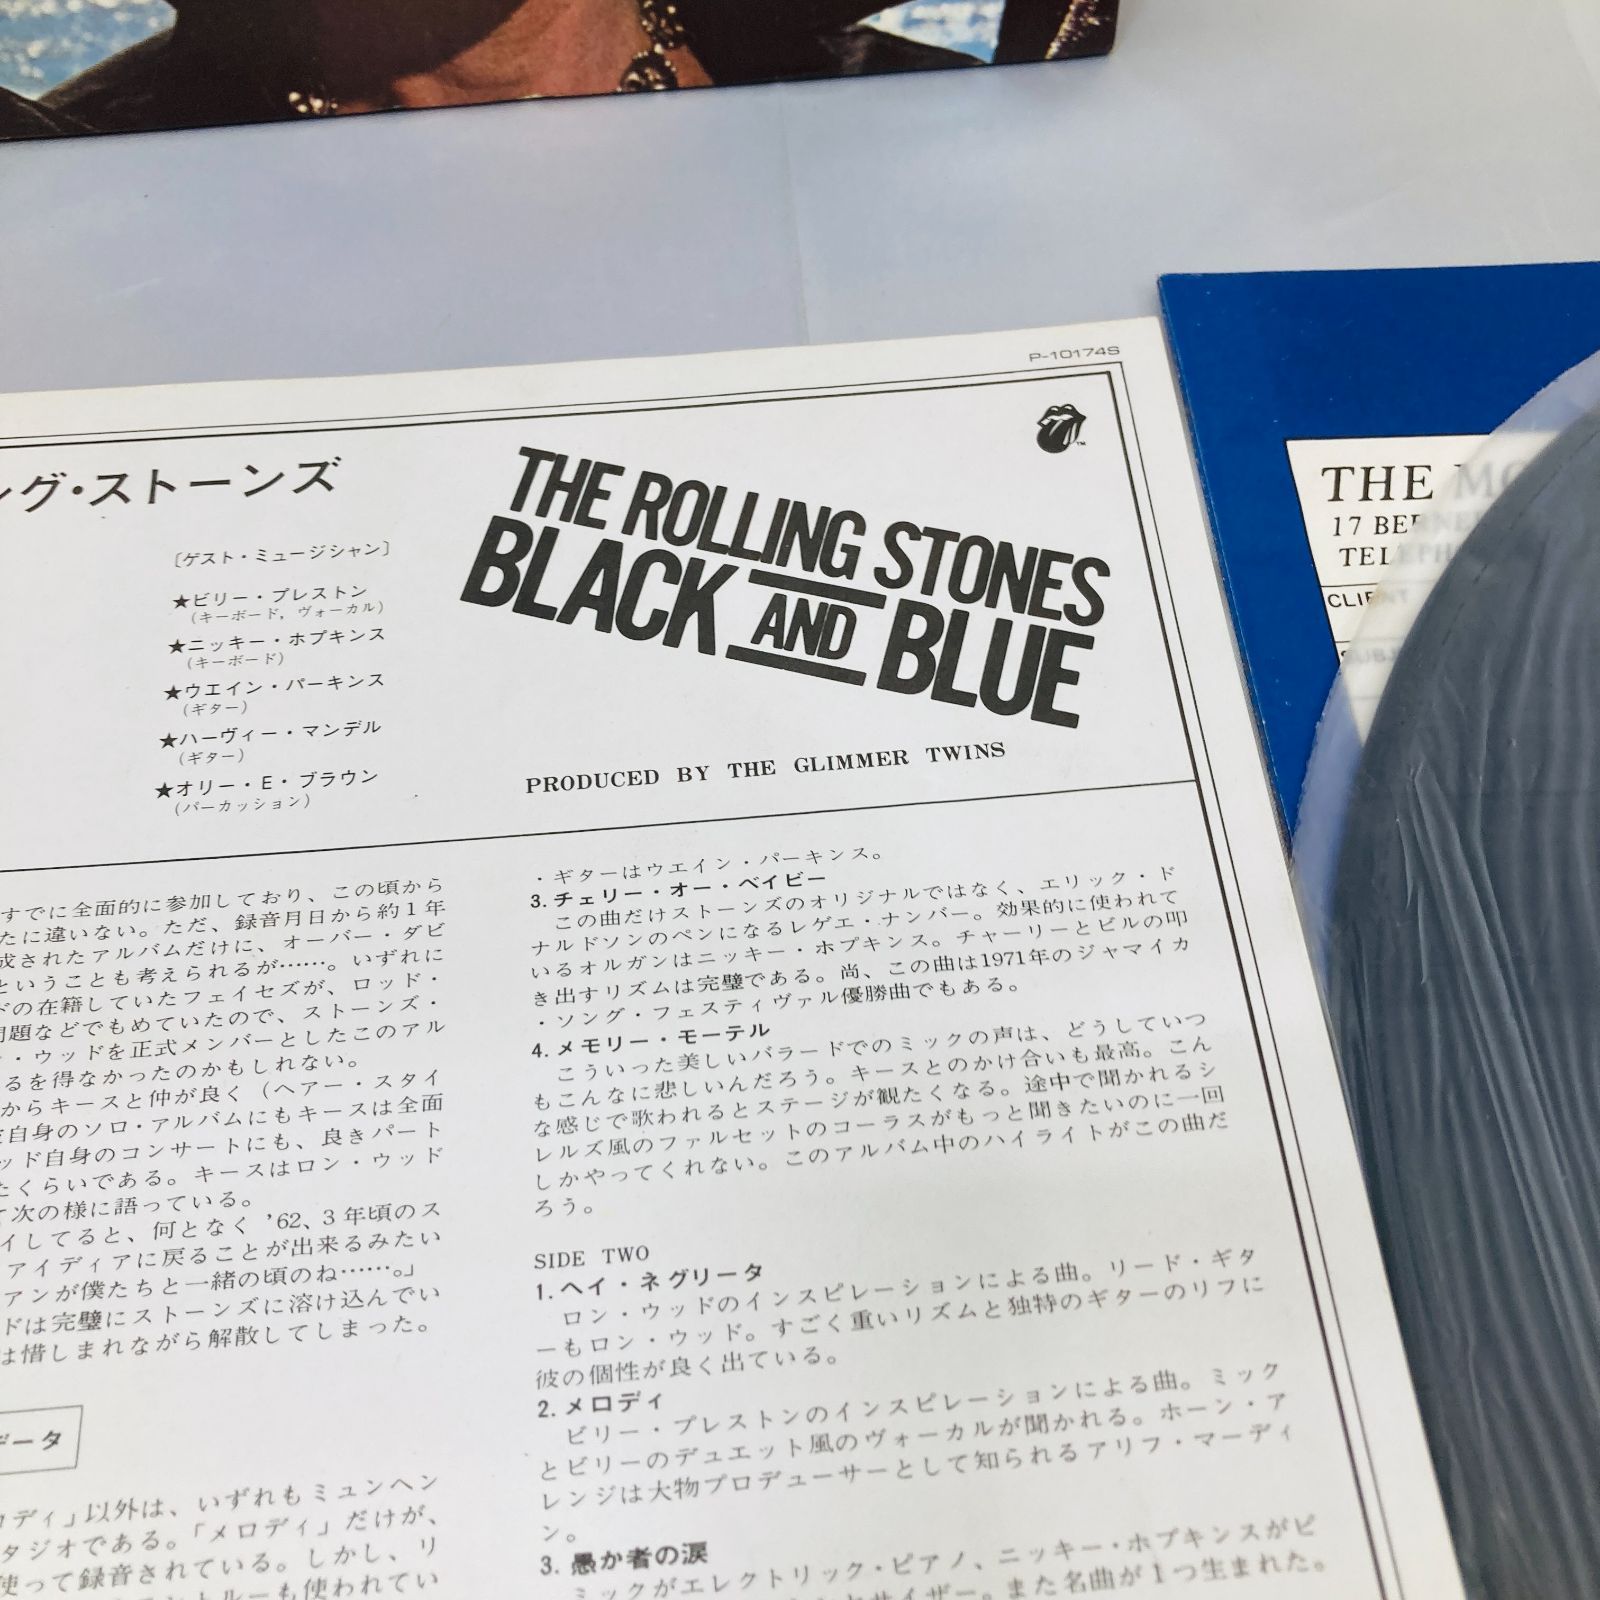 P-10174S
ング・ストーンズ
THE ROLLING STONES
BLACK AND BLUE
TM
PRODUCED BY THE GLIMMER TWINS
〔ゲスト・ミュージシャン〕
★ビリー・プレストン
(キーボード, ヴォーカル)
★ニッキー・ホプキンス
(キーボード)
★ウエイン・パーキンス
(ギター)
★ハーヴィー・マンデル
(ギター)
★オリー・E・ブラウン
(パーカッション)
すでに全面的に参加しており、この頃から
たに違いない。ただ、録音月日から約1年
成されたアルバムだけに、オーバー・ダビ
ということも考えられるが……。いずれに
ドの在籍していたフェイセズが、ロッド・
問題などでもめていたので、ストーンズ・
・ウッドを正式メンバーとしたこのアル
るを得なかったのかもしれない。
からキースと仲が良く（ヘアー・スタイ
自身のソロ・アルバムにもキースは全面
ッド自身のコンサートにも、良きパート
たくらいである。キースはロン・ウッド
て次の様に語っている。
イしてると、何となく '62、3年頃のス
アイディアに戻ることが出来るみたい
アンが僕たちと一緒の頃のね……。」
ドは完璧にストーンズに溶け込んでい
は惜しまれながら解散してしまった。
データ
ロディ」以外は、いずれもミュンヘン
タジオである。「メロディ」だけが、
使って録音されている。しかし、リ
トルーも使われてい
・ギターはウエイン・パーキンス。
3. チェリー・オー・ベイビー
この曲だけストーンズのオリジナルではなく、エリック・ド
ナルドソンのペンになるレゲエ・ナンバー。効果的に使われて
いるオルガンはニッキー・ホプキンス。チャーリーとビルの叩
き出すリズムは完璧である。尚、この曲は1971年のジャマイカ
・ソング・フェスティヴァル優勝曲でもある。
4. メモリー・モーテル
こういった美しいバラードでのミックの声は、どうしていつ
もこんなに悲しいんだろう。キースとのかけ合いも最高。こん
な感じで歌われるとステージが観たくなる。途中で聞かれるシ
レルズ風のファルセットのコーラスがもっと聞きたいのに一回
しかやってくれない。このアルバム中のハイライトがこの曲だ
ろう。
SIDE TWO
1. ヘイ・ネグリータ
ロン・ウッドのインスピレーションによる曲。リード・ギタ
ーもロン・ウッド。すごく重いリズムと独特のギターのリフに
彼の個性が良く出ている。
2. メロディ
ビリー・プレストンのインスピレーションによる曲。ミック
とビリーのデュエット風のヴォーカルが聞かれる。ホーン・ア
レンジは大物プロデューサーとして知られるアリフ・マーディ
ン。
3. 愚か者の涙
ミックがエレクトリック・ピアノ、ニッキー・ホプキンスがピ
サイザー。また名曲が1つ生まれた。
THE MO
17 BERNE
TELEPH
CLIENT
SUBJ